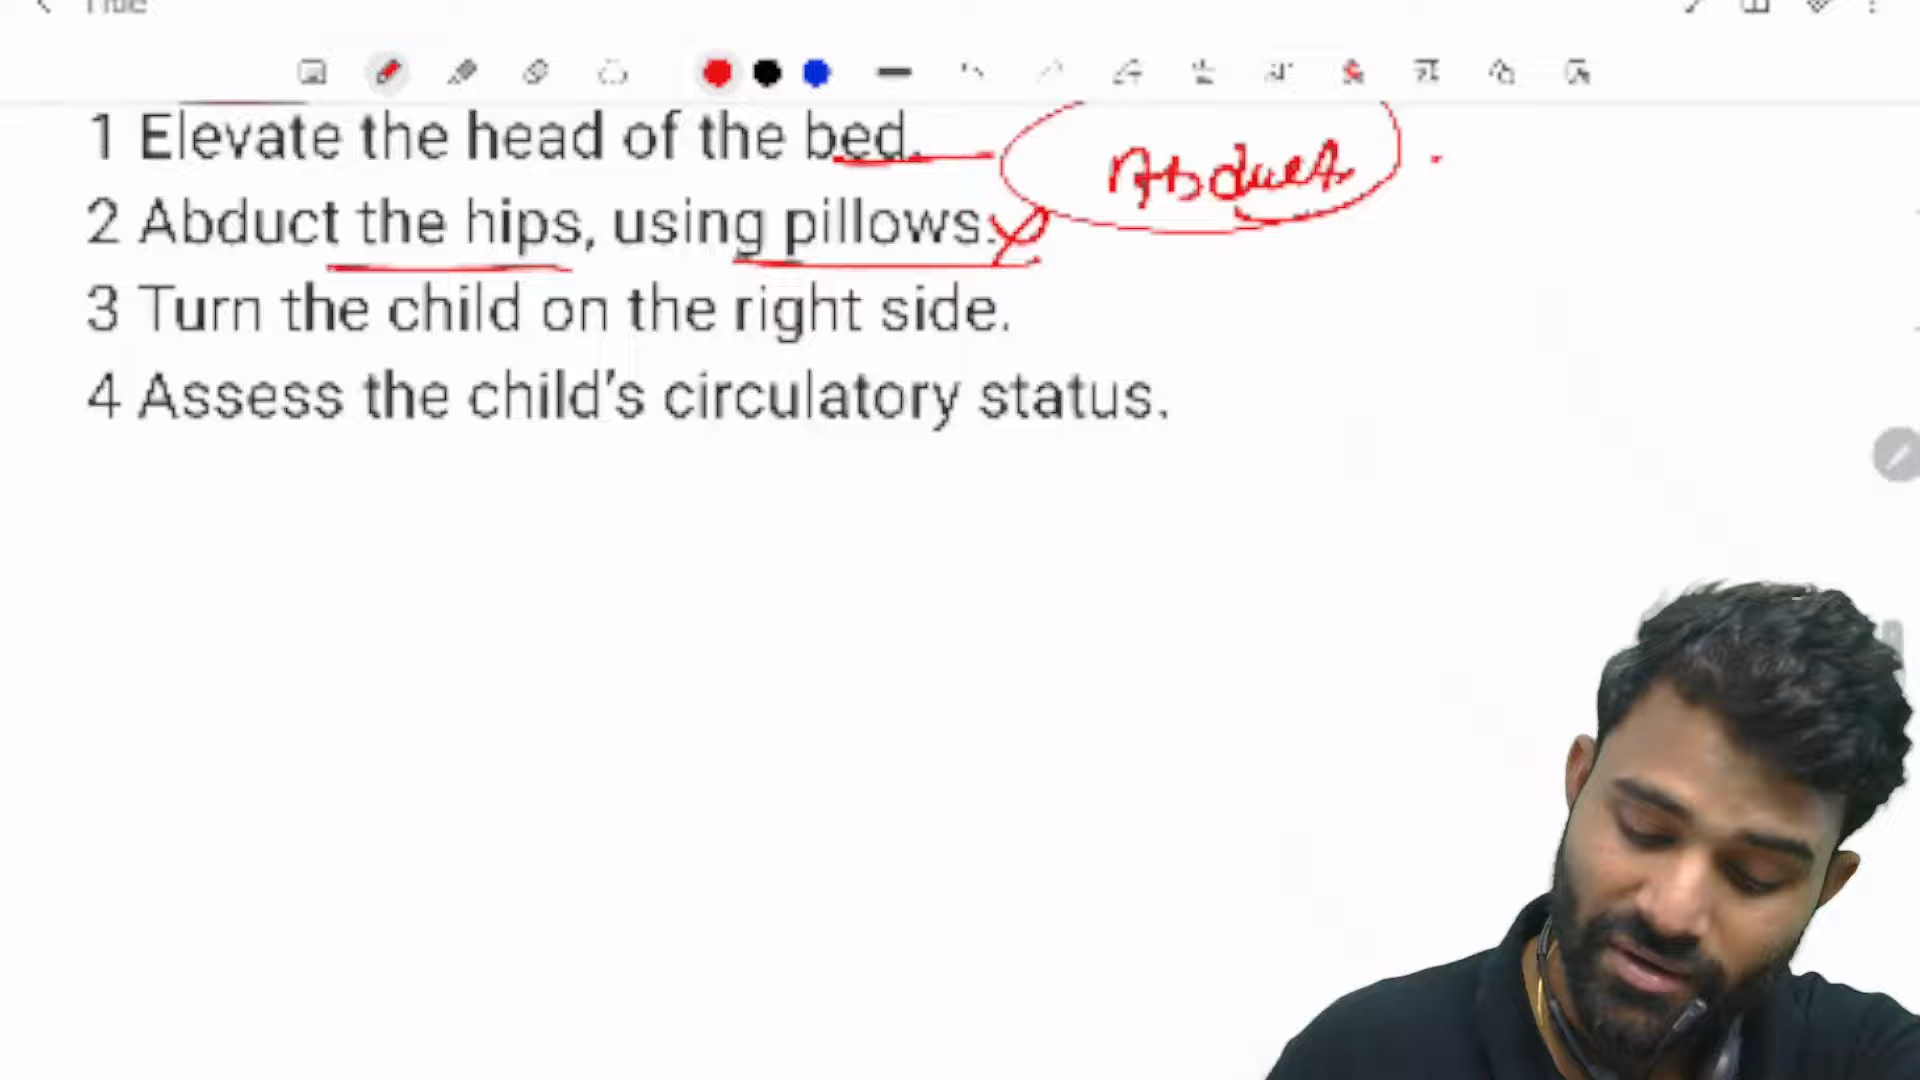 Title
1 Elevate the head of the bed.
Abduct
2 Abduct the hips, using pillows.
3 Turn the child on the right side.
4 Assess the child's circulatory status.